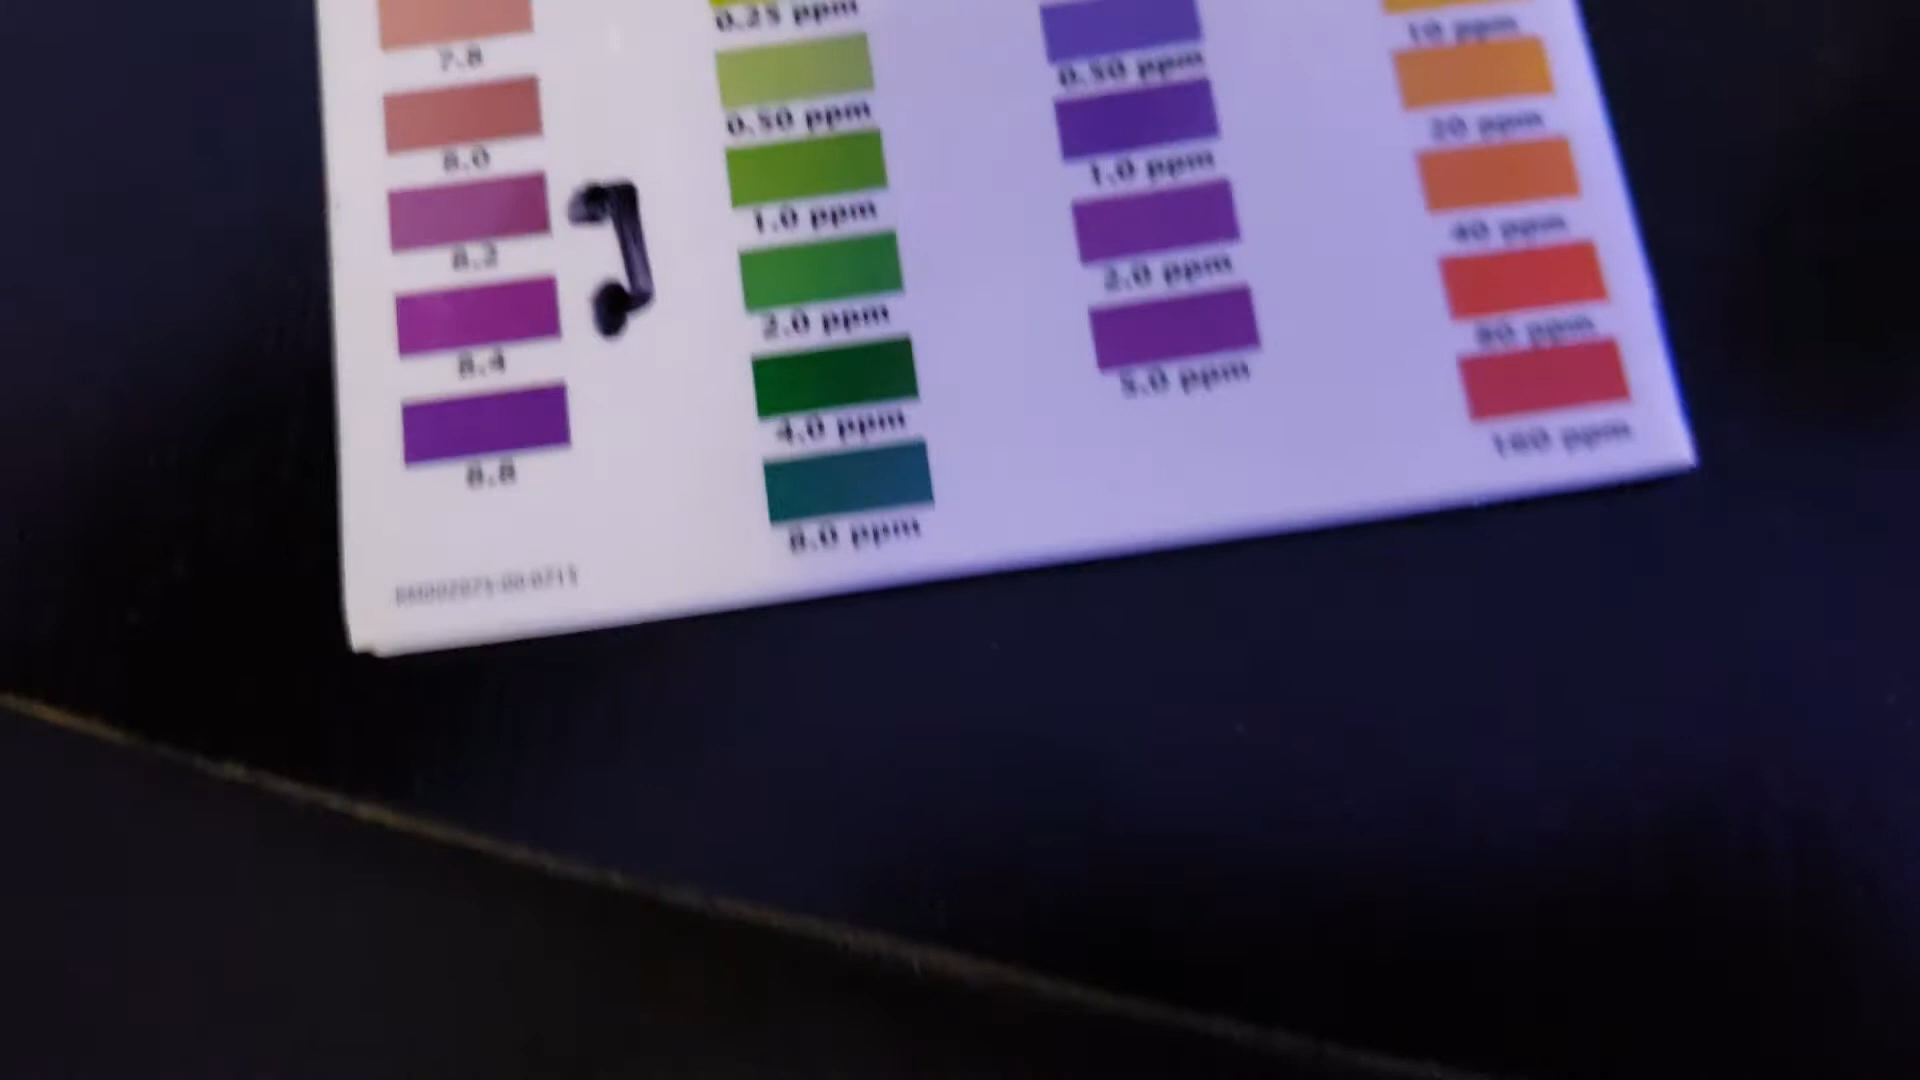 7.8
8.0
8.2
8.4
8.8
0.25 ppm
0.50 ppm
1.0 ppm
2.0 ppm
4.0 ppm
8.0 ppm
0.50 ppm
1.0 ppm
2.0 ppm
5.0 ppm
10 ppm
20 ppm
40 ppm
80 ppm
160 ppm